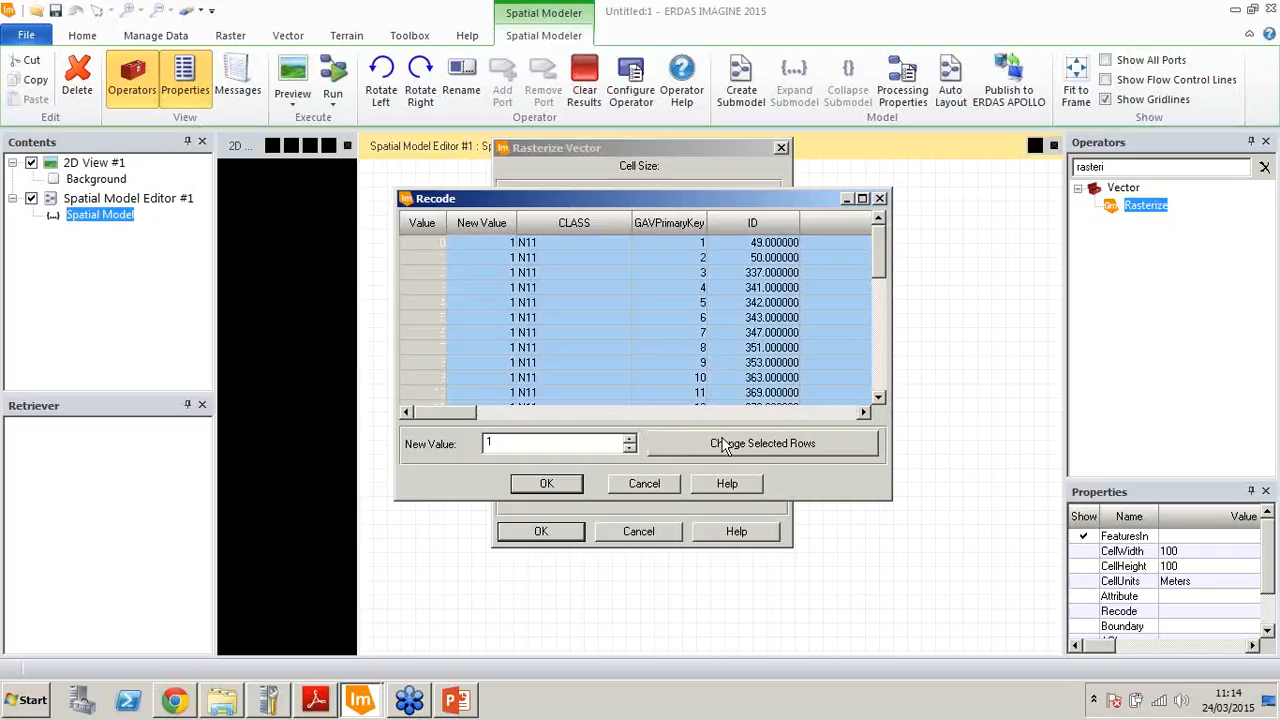 Spatial Modeler
Untitled:1 - ERDAS IMAGINE 2015
File
Home
Manage Data
Raster
Vector
Terrain
Toolbox
Help
Spatial Modeler
Cut
Copy
Paste
Delete
Operators
Properties
Messages
Preview
Run
Rotate Left
Rotate Right
Rename
Add Port
Remove Port
Clear Results
Configure Operator
Operator Help
Create Submodel
Expand Submodel
Collapse Submodel
Processing Properties
Auto Layout
Publish to ERDAS APOLLO
Fit to Frame
Show All Ports
Show Flow Control Lines
Show Gridlines
Edit
View
Execute
Operator
Model
Show
Contents
2D View #1
Background
Spatial Model Editor #1
Spatial Model
Retriever
2D ...
Spatial Model Editor #1 : Sp
Rasterize Vector
Cell Size:
Recode
Value New Value CLASS GAVPrimaryKey ID
0 1 N11 1 49.000000
1 N11 2 50.000000
1 N11 3 337.000000
1 N11 4 341.000000
1 N11 5 342.000000
1 N11 6 343.000000
1 N11 7 347.000000
1 N11 8 351.000000
1 N11 9 353.000000
1 N11 10 363.000000
1 N11 11 369.000000
New Value: 1 Change Selected Rows
OK Cancel Help
OK Cancel Help
Operators
rasteri
Vector
Rasterize
Properties
Show Name Value
FeaturesIn
CellWidth 100
CellHeight 100
CellUnits Meters
Attribute
Recode
Boundary
Start
11:14
24/03/2015